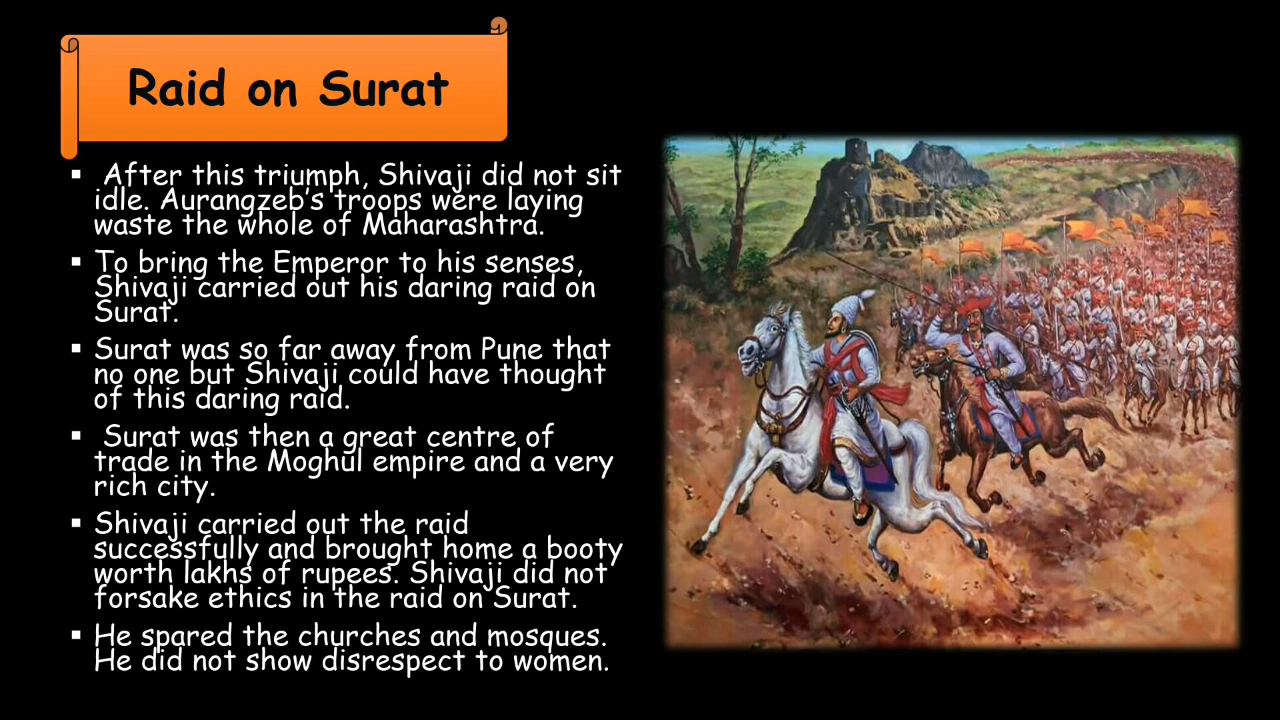 Raid on Surat
▪ After this triumph, Shivaji did not sit
idle. Aurangzeb's troops were laying
waste the whole of Maharashtra.
▪ To bring the Emperor to his senses,
Shivaji carried out his daring raid on
Surat.
▪ Surat was so far away from Pune that
no one but Shivaji could have thought
of this daring raid.
▪ Surat was then a great centre of
trade in the Moghul empire and a very
rich city.
▪ Shivaji carried out the raid
successfully and brought home a booty
worth lakhs of rupees. Shivaji did not
forsake ethics in the raid on Surat.
▪ He spared the churches and mosques.
He did not show disrespect to women.